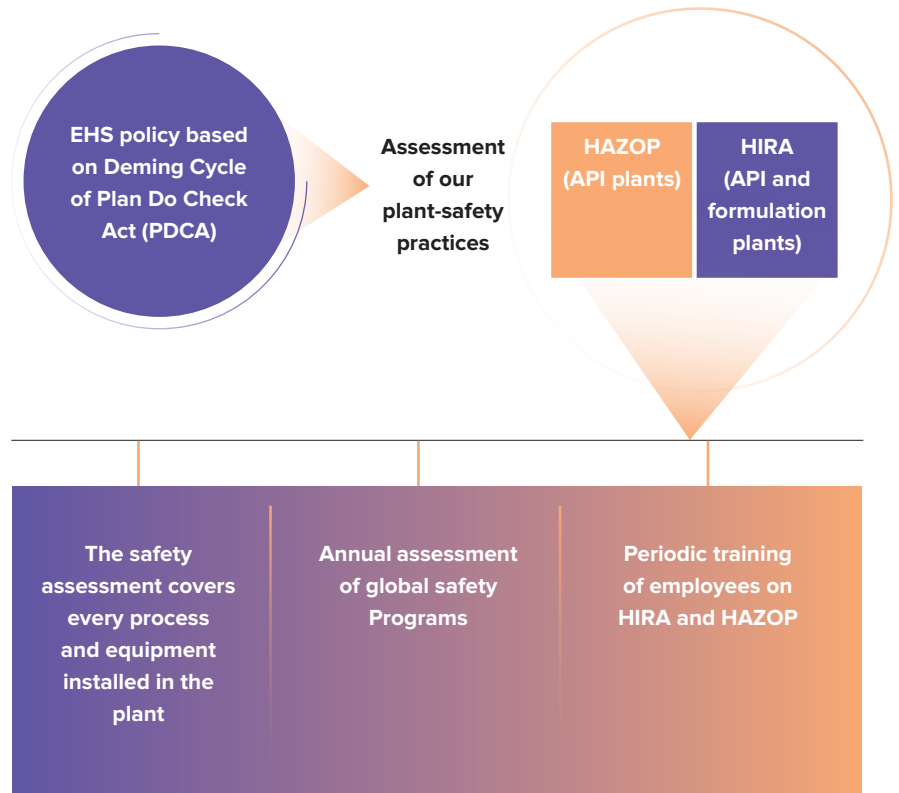 EHS policy based
on Deming Cycle
of Plan Do Check
Act (PDCA)
Assessment
of our
plant-safety
practices
HAZOP
(API plants)
HIRA
(API and
formulation
plants)
The safety
assessment covers
every process
and equipment
installed in the
plant
Annual assessment
of global safety
Programs
Periodic training
of employees on
HIRA and HAZOP